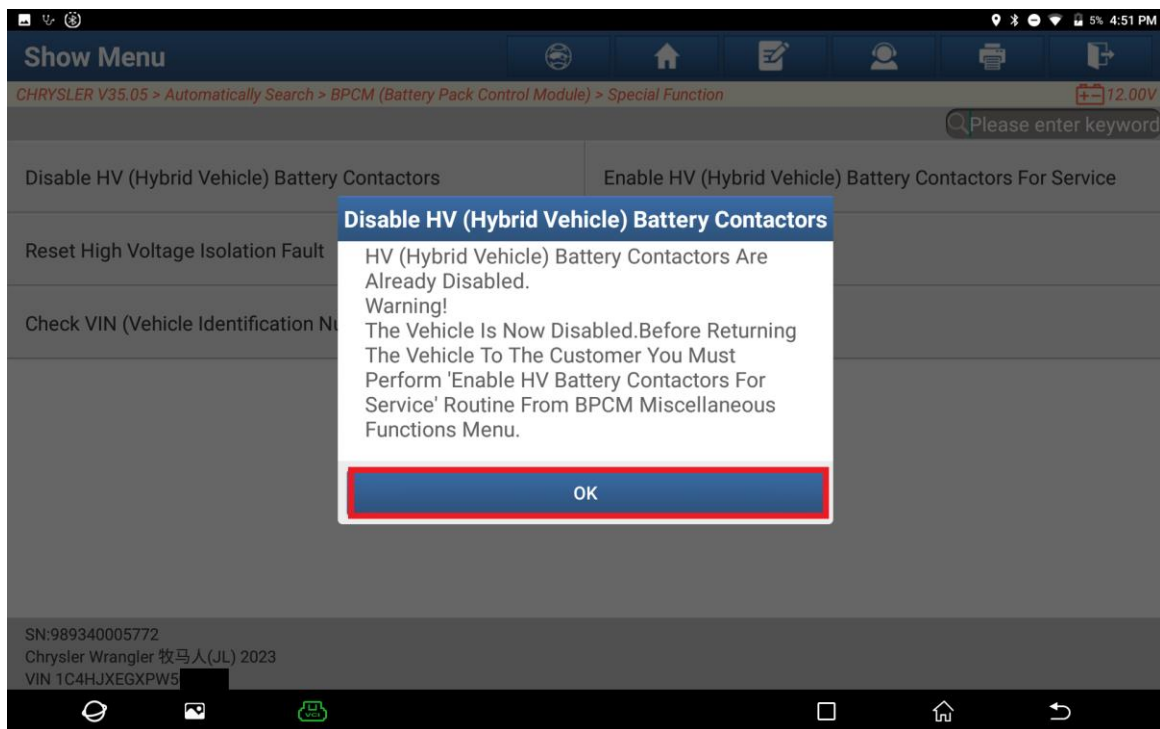 5% 4:51 PM
Show Menu
CHRYSLER V35.05 > Automatically Search > BPCM (Battery Pack Control Module) > Special Function
12.00V
Please enter keyword
Disable HV (Hybrid Vehicle) Battery Contactors
Enable HV (Hybrid Vehicle) Battery Contactors For Service
Reset High Voltage Isolation Fault
Check VIN (Vehicle Identification
Disable HV (Hybrid Vehicle) Battery Contactors
HV (Hybrid Vehicle) Battery Contactors Are
Already Disabled.
Warning!
The Vehicle Is Now Disabled.Before Returning
The Vehicle To The Customer You Must
Perform 'Enable HV Battery Contactors For
Service' Routine From BPCM Miscellaneous
Functions Menu.
OK
SN:989340005772
Chrysler Wrangler 牧马人(JL) 2023
VIN 1C4HJXEGXPW5
VCI